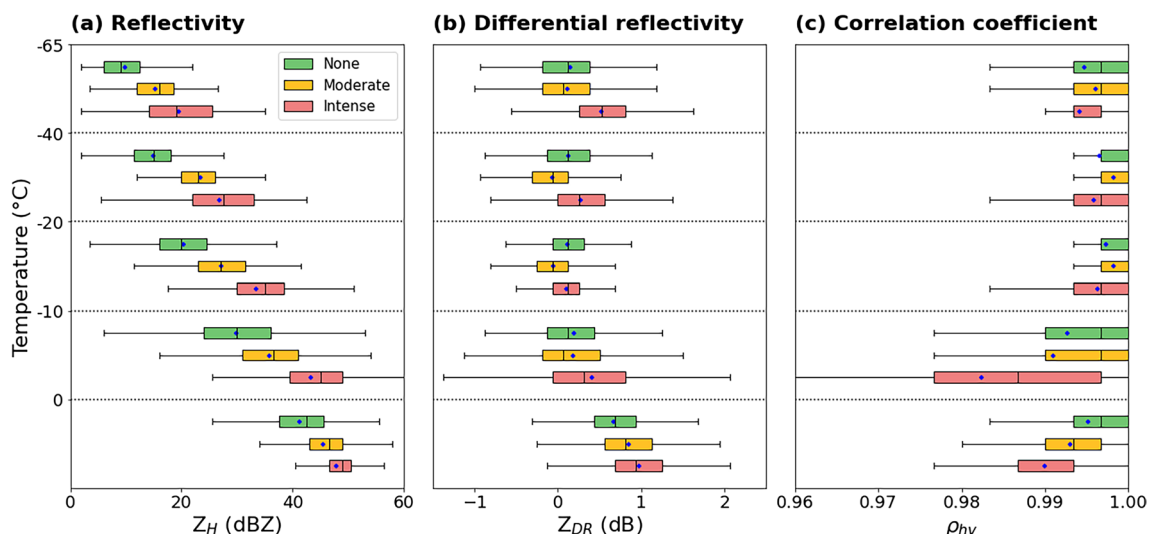 (a) Reflectivity
(b) Differential reflectivity
(c) Correlation coefficient
None
Moderate
Intense
Temperature (°C)
-65
-40
-20
-10
0
0 20 40 60
−1 0 1 2
0.96 0.97 0.98 0.99 1.00
Z_H (dBZ)
Z_DR (dB)
ρ_hv